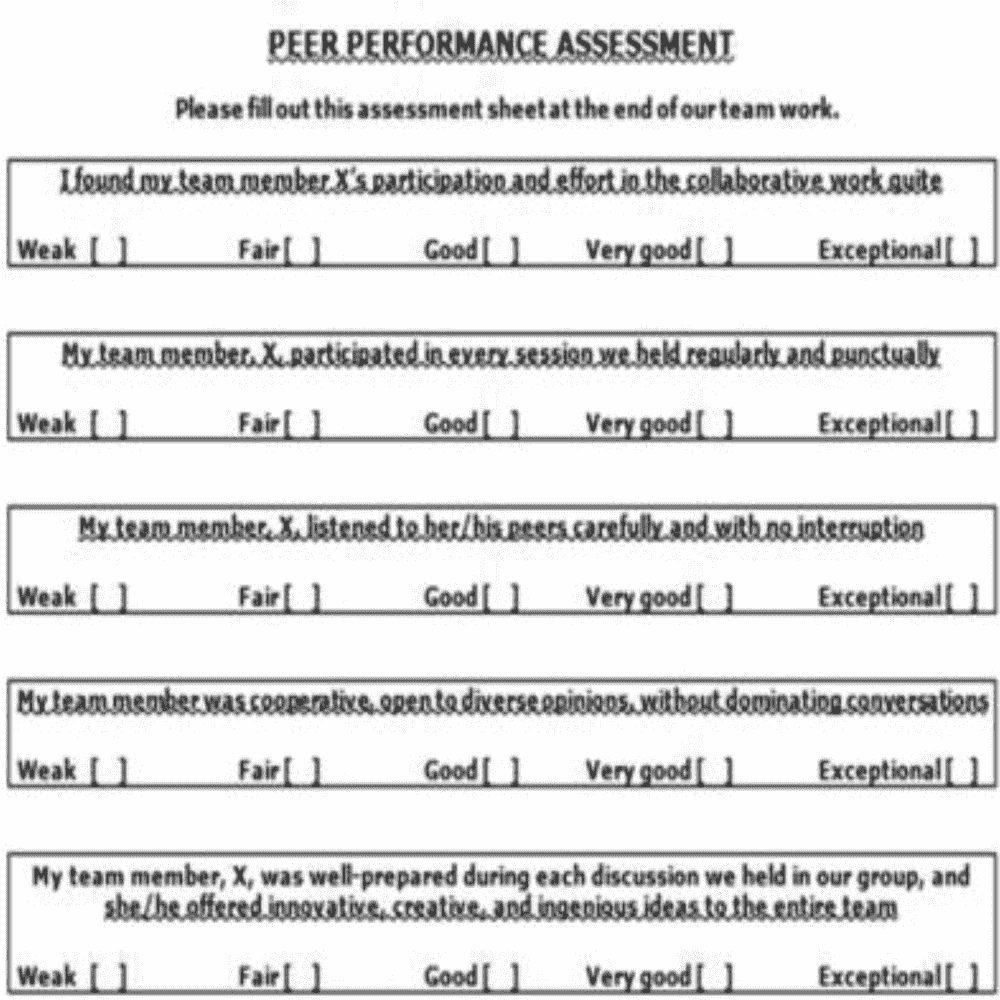 PEER PERFORMANCE ASSESSMENT
Please fill out this assessment sheet at the end of our team work.
I found my team member X's participation and effort in the collaborative work quite
Weak [ ] Fair [ ] Good [ ] Very good [ ] Exceptional [ ]
My team member, X, participated in every session we held regularly and punctually
Weak [ ] Fair [ ] Good [ ] Very good [ ] Exceptional [ ]
My team member, X, listened to her/his peers carefully and with no interruption
Weak [ ] Fair [ ] Good [ ] Very good [ ] Exceptional [ ]
My team member was cooperative, open to diverse opinions, without dominating conversations
Weak [ ] Fair [ ] Good [ ] Very good [ ] Exceptional [ ]
My team member, X, was well-prepared during each discussion we held in our group, and
she/he offered innovative, creative, and ingenious ideas to the entire team
Weak [ ] Fair [ ] Good [ ] Very good [ ] Exceptional [ ]